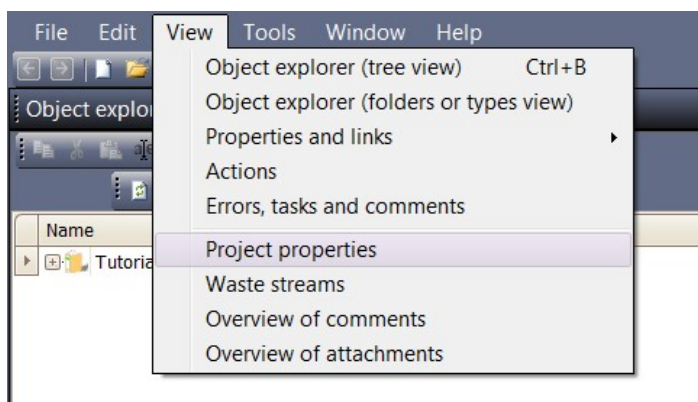 File Edit View Tools Window Help
Object explorer (tree view) Ctrl+B
Object explo
Object explorer (folders or types view)
Properties and links
Actions
Errors, tasks and comments
Name
Project properties
Tutoria
Waste streams
Overview of comments
Overview of attachments